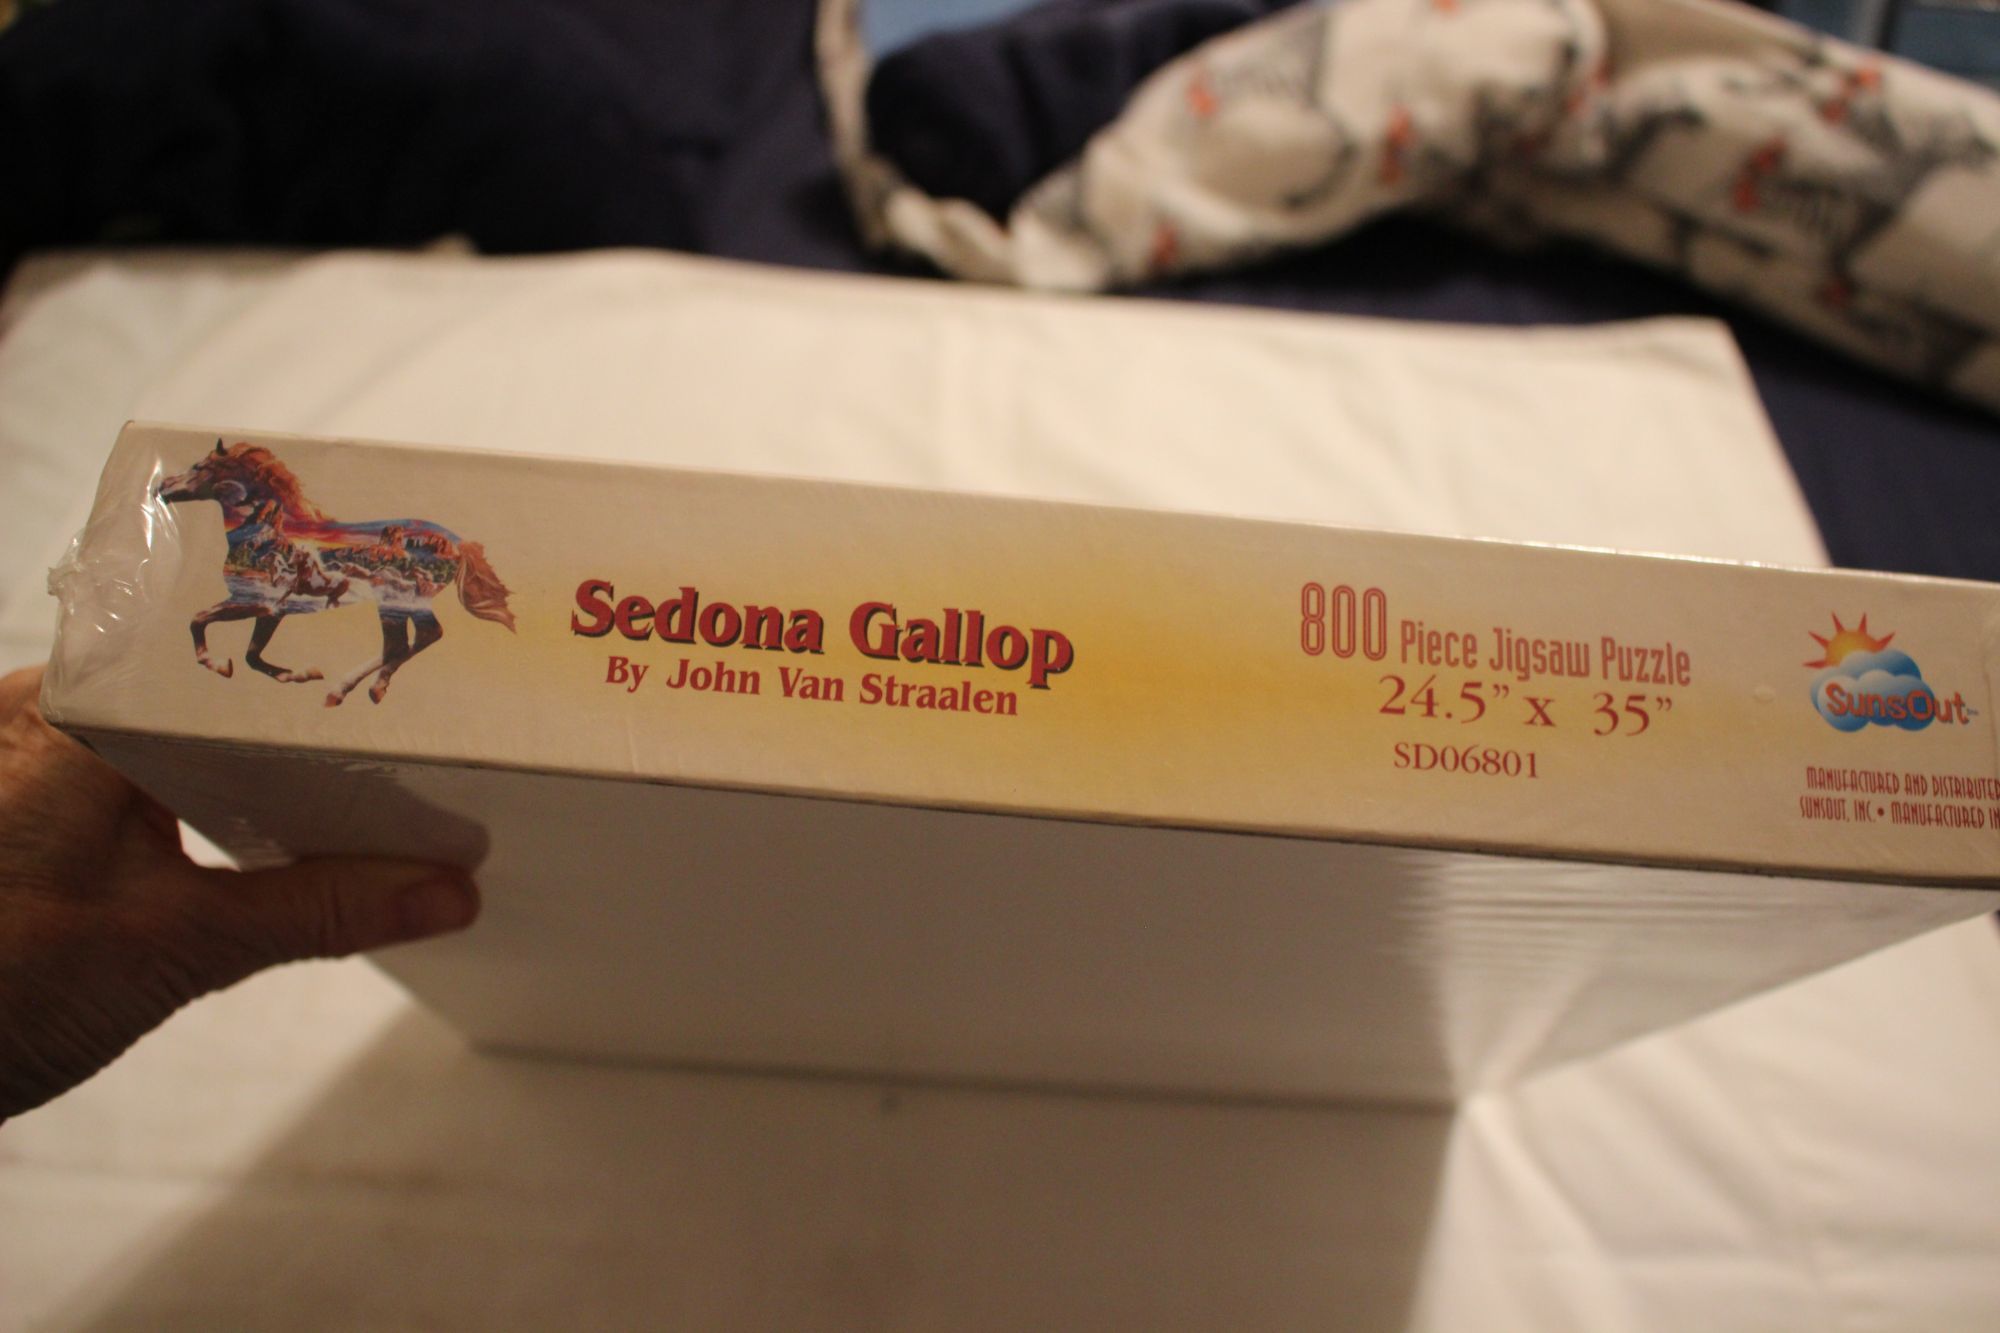 Sedona Gallop
By John Van Straalen
800 Piece Jigsaw Puzzle
24.5” x 35”
SD06801
SunsOut
MANUFACTURED AND DISTRIBUTED
SUNSOUT, INC. • MANUFACTURED IN